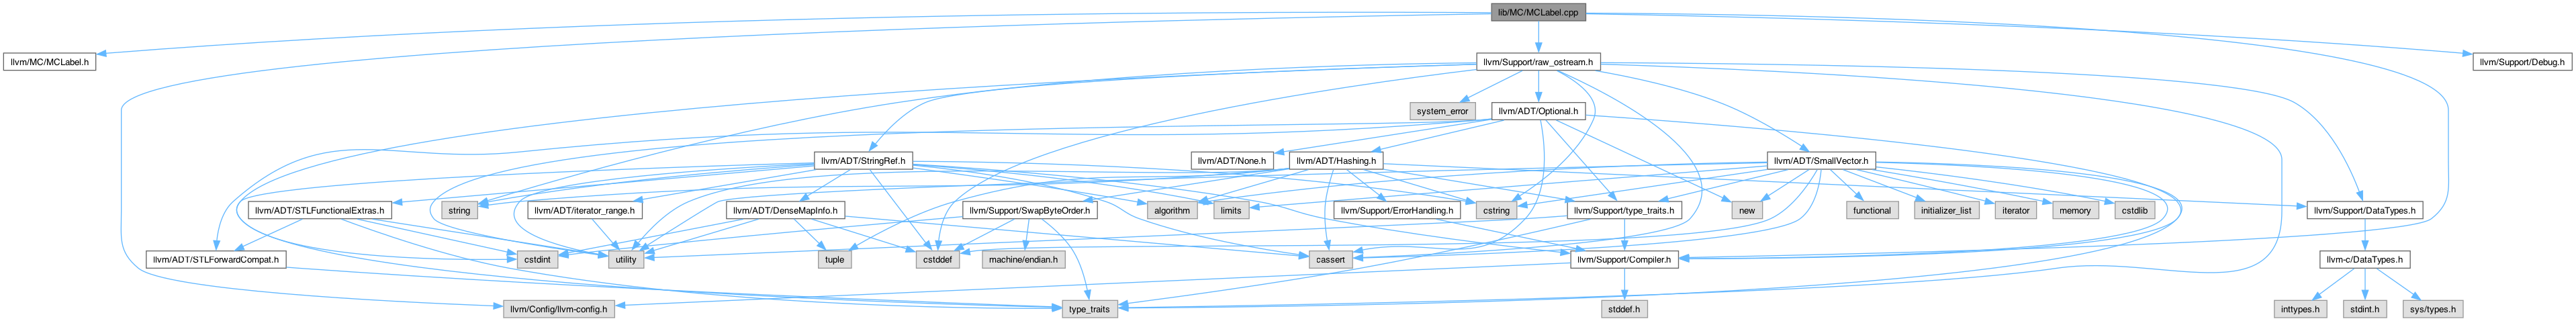 lib/MC/MCLabel.cpp
llvm/MC/MCLabel.h
llvm/Support/raw_ostream.h
llvm/Support/Debug.h
system_error
llvm/ADT/Optional.h
llvm/ADT/StringRef.h
llvm/ADT/None.h
llvm/ADT/Hashing.h
llvm/ADT/SmallVector.h
llvm/ADT/STLFunctionalExtras.h
string
llvm/ADT/iterator_range.h
llvm/ADT/DenseMapInfo.h
llvm/Support/SwapByteOrder.h
algorithm
limits
llvm/Support/ErrorHandling.h
cstring
llvm/Support/type_traits.h
new
functional
initializer_list
iterator
memory
cstdlib
llvm/Support/DataTypes.h
llvm/ADT/STLForwardCompat.h
cstdint
utility
tuple
cstddef
machine/endian.h
cassert
llvm/Support/Compiler.h
llvm-c/DataTypes.h
llvm/Config/llvm-config.h
type_traits
stddef.h
inttypes.h
stdint.h
sys/types.h